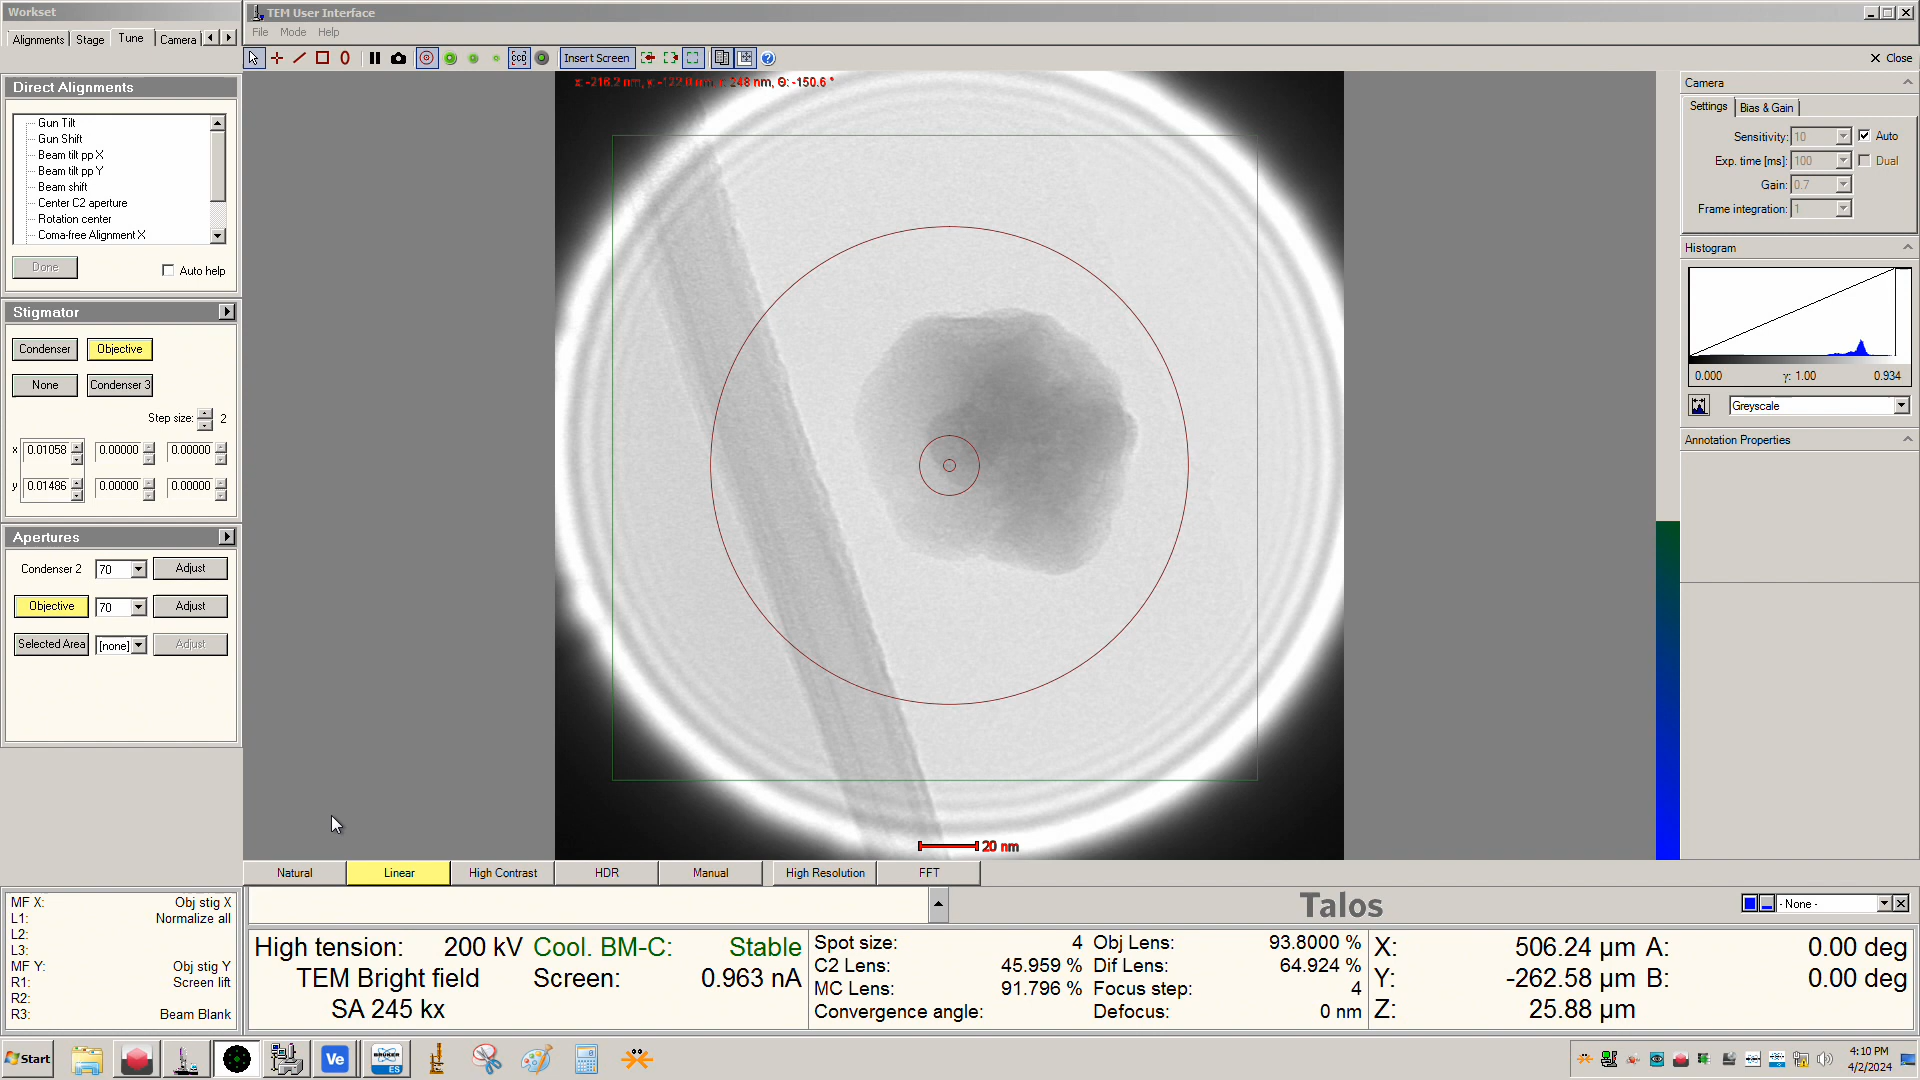 Workset
TEM User Interface
Alignments Stage Tune Camera
File Mode Help
Insert Screen
Close
Direct Alignments
Gun Tilt
Gun Shift
Beam tilt pp X
Beam tilt pp Y
Beam shift
Center C2 aperture
Rotation center
Coma-free Alignment X
Done Auto help
Stigmator
Condenser Objective
None Condenser 3
Step size: 2
x 0.01058 0.00000 0.00000
y 0.01486 0.00000 0.00000
Apertures
Condenser 2 70 Adjust
Objective 70 Adjust
Selected Area [none] Adjust
x: -216.2 nm, y: -122.0 nm, r: 248 nm, Θ: -150.6 °
20 nm
Camera
Settings Bias & Gain
Sensitivity: 10 Auto
Exp. time [ms]: 100 Dual
Gain: 0.7
Frame integration: 1
Histogram
0.000 γ: 1.00 0.934
Greyscale
Annotation Properties
Natural Linear High Contrast HDR Manual High Resolution FFT
Talos
- None -
MF X: Obj stig X
L1: Normalize all
L2:
L3:
MF Y: Obj stig Y
R1: Screen lift
R2:
R3: Beam Blank
High tension: 200 kV Cool. BM-C: Stable
TEM Bright field Screen: 0.963 nA
SA 245 kx
Spot size: 4 Obj Lens: 93.8000 %
C2 Lens: 45.959 % Dif Lens: 64.924 %
MC Lens: 91.796 % Focus step: 4
Convergence angle: Defocus: 0 nm
X: 506.24 µm A: 0.00 deg
Y: -262.58 µm B: 0.00 deg
Z: 25.88 µm
Start
Ve
BRUKER
ES
4:10 PM
4/2/2024